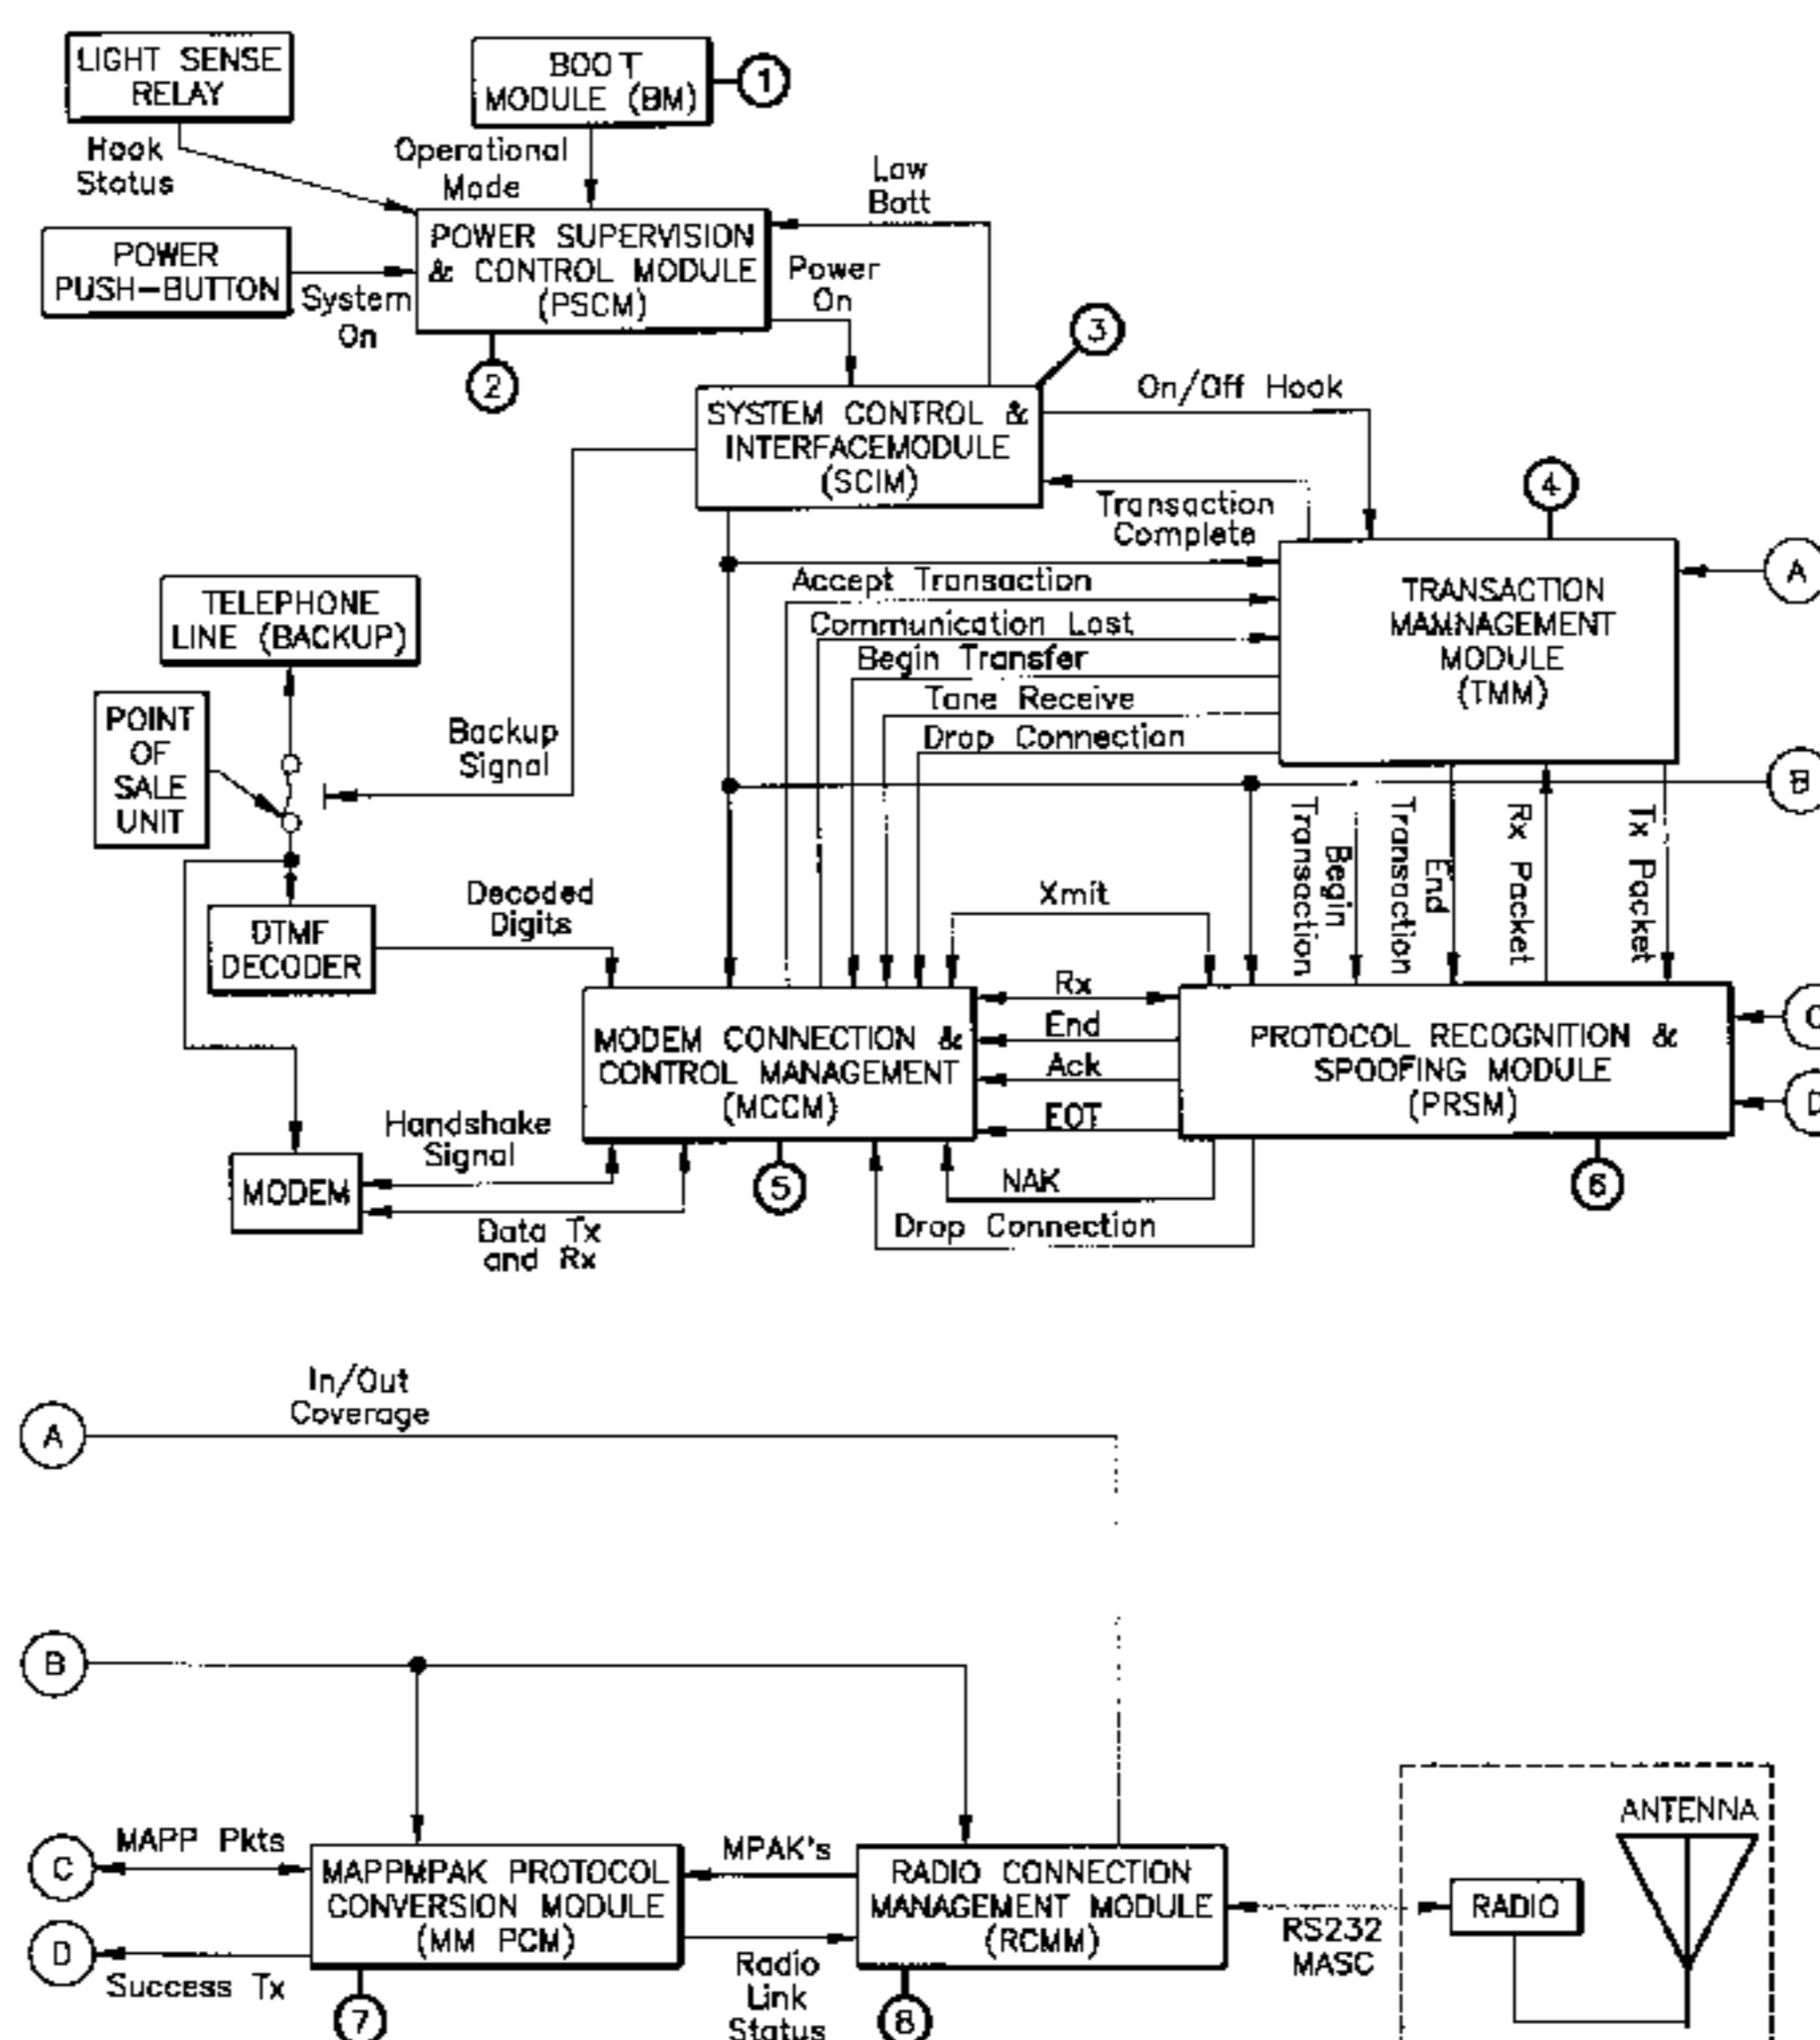 LIGHT SENSE
RELAY
BOOT
MODULE (BM)
1
Hook
Status
Operational
Mode
Low
Batt
POWER
PUSH-BUTTON
System
On
POWER SUPERVISION
& CONTROL MODULE
(PSCM)
Power
On
2
3
SYSTEM CONTROL &
INTERFACEMODULE
(SCIM)
On/Off Hook
Transaction
Complete
4
TELEPHONE
LINE (BACKUP)
Accept Transaction
Communication Lost
Begin Transfer
Tone Receive
Drop Connection
TRANSACTION
MAMNAGEMENT
MODULE
(TMM)
A
POINT
OF
SALE
UNIT
Backup
Signal
B
Begin
Transaction
End
Transaction
Rx Packet
Tx Packet
DTMF
DECODER
Decoded
Digits
Xmit
Rx
End
Ack
EOT
MODEM CONNECTION &
CONTROL MANAGEMENT
(MCCM)
PROTOCOL RECOGNITION &
SPOOFING MODULE
(PRSM)
C
D
Handshake
Signal
MODEM
Data Tx
and Rx
5
NAK
Drop Connection
6
In/Out
Coverage
A
B
ANTENNA
C
MAPP Pkts
MAPPMPAK PROTOCOL
CONVERSION MODULE
(MM PCM)
MPAK's
RADIO CONNECTION
MANAGEMENT MODULE
(RCMM)
RS232
MASC
RADIO
D
Success Tx
Radio
Link
Status
7
8